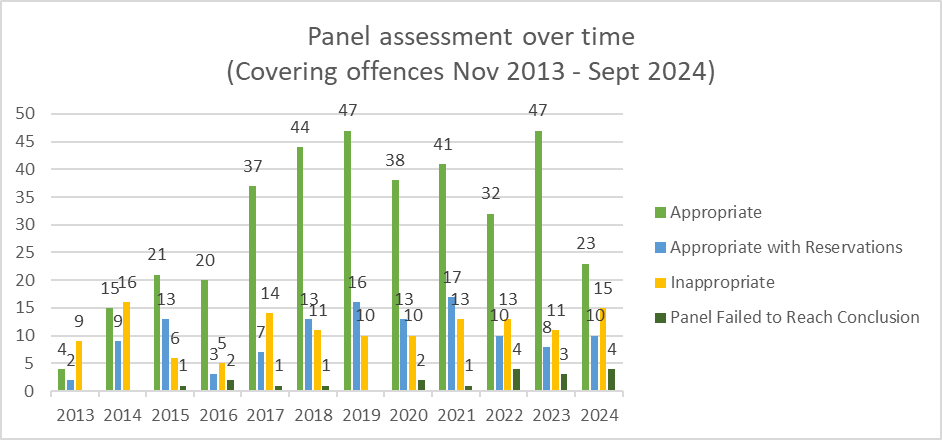 Panel assessment over time
(Covering offences Nov 2013 - Sept 2024)
50
45
40
35
30
25
20
15
10
5
0
4 2 9
15 9 16
21 13 6 1
20 3 5 2
37 7 14 1
44 13 11 1
47 16 10
38 13 10 2
41 17 13 1
32 10 13 4
47 8 11 3
23 10 15 4
2013 2014 2015 2016 2017 2018 2019 2020 2021 2022 2023 2024
Appropriate
Appropriate with Reservations
Inappropriate
Panel Failed to Reach Conclusion